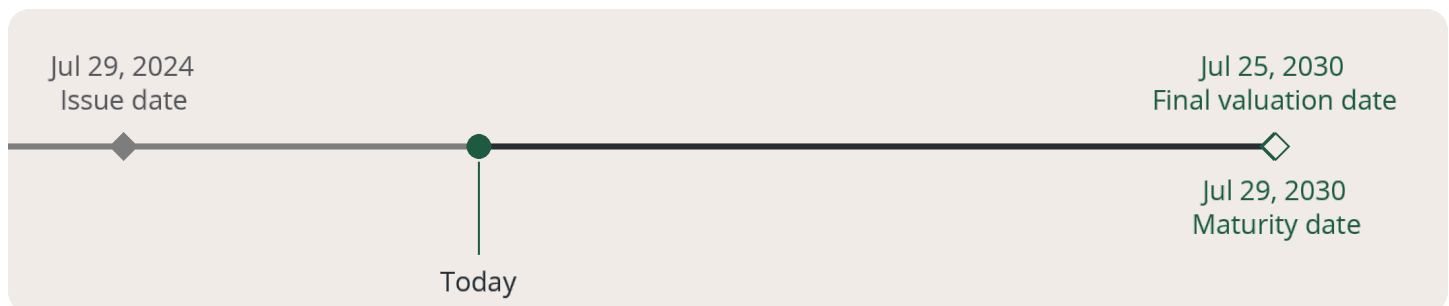 Jul 29, 2024
Issue date
Jul 25, 2030
Final valuation date
Jul 29, 2030
Maturity date
Today